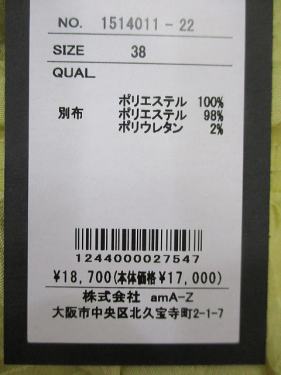 NO. 1514011-22
SIZE 38
QUAL.
ポリエステル 100%
別布 ポリエステル 98%
ポリウレタン 2%
1244000027547
¥18,700(本体価格¥17,000)
株式会社 amA-Z
大阪市中央区北久宝寺町2-1-7